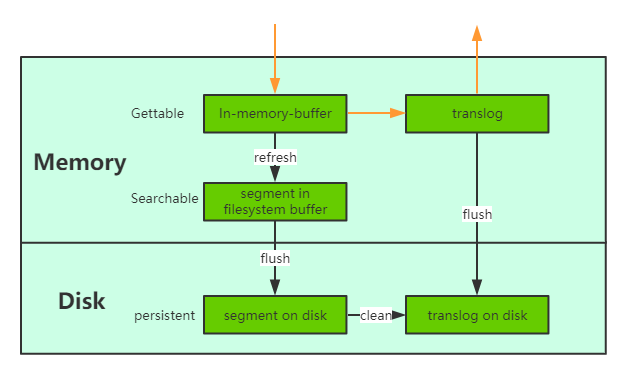 Gettable
In-memory-buffer
translog
Memory
refresh
Searchable
segment in
filesystem buffer
flush
flush
Disk
persistent
segment on disk
clean
translog on disk